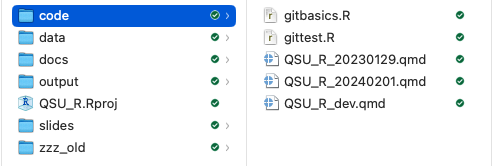 code
data
docs
output
QSU_R.Rproj
slides
zzz_old
gitbasics.R
gittest.R
QSU_R_20230129.qmd
QSU_R_20240201.qmd
QSU_R_dev.qmd